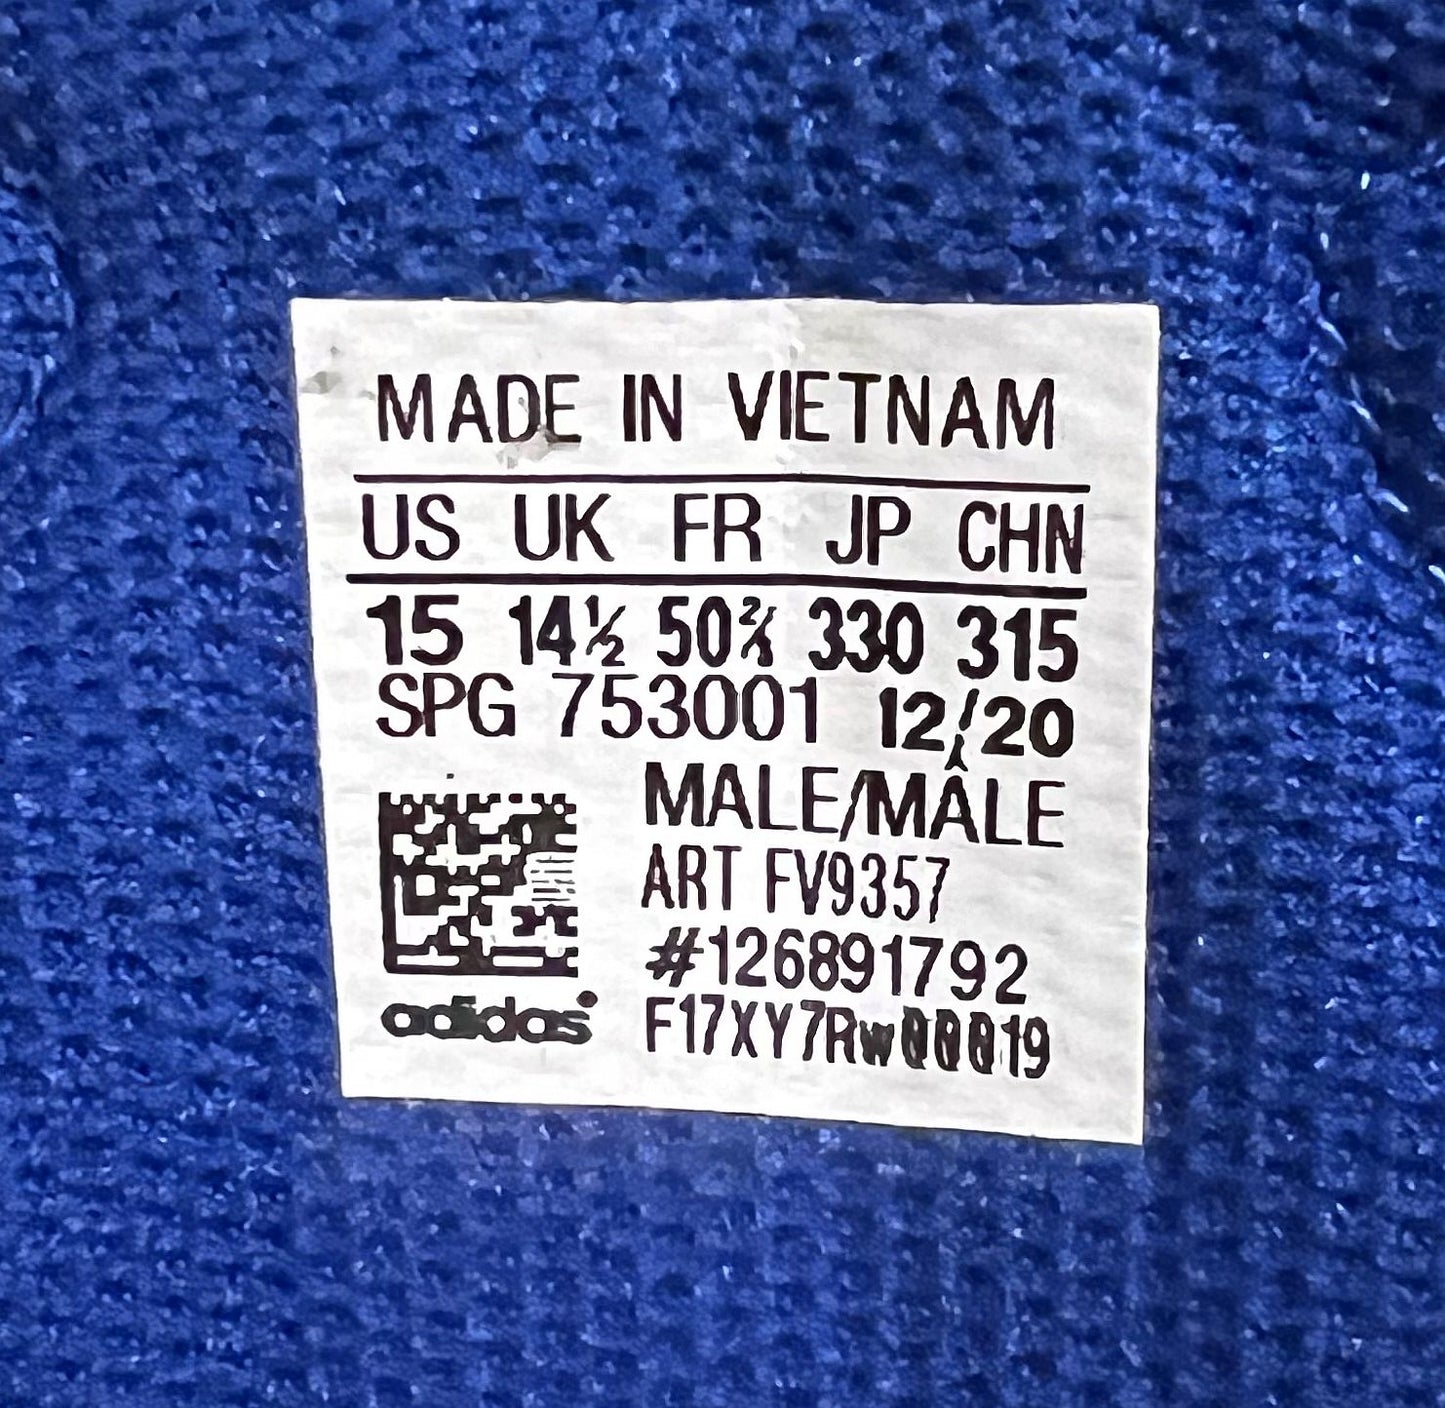 MADE IN VIETNAM
US UK FR JP CHN
15 14½ 50⅔ 330 315
SPG 753001 12/20
MALE/MÂLE
ART FV9357
#126891792
F17XY7RW00019
adidas